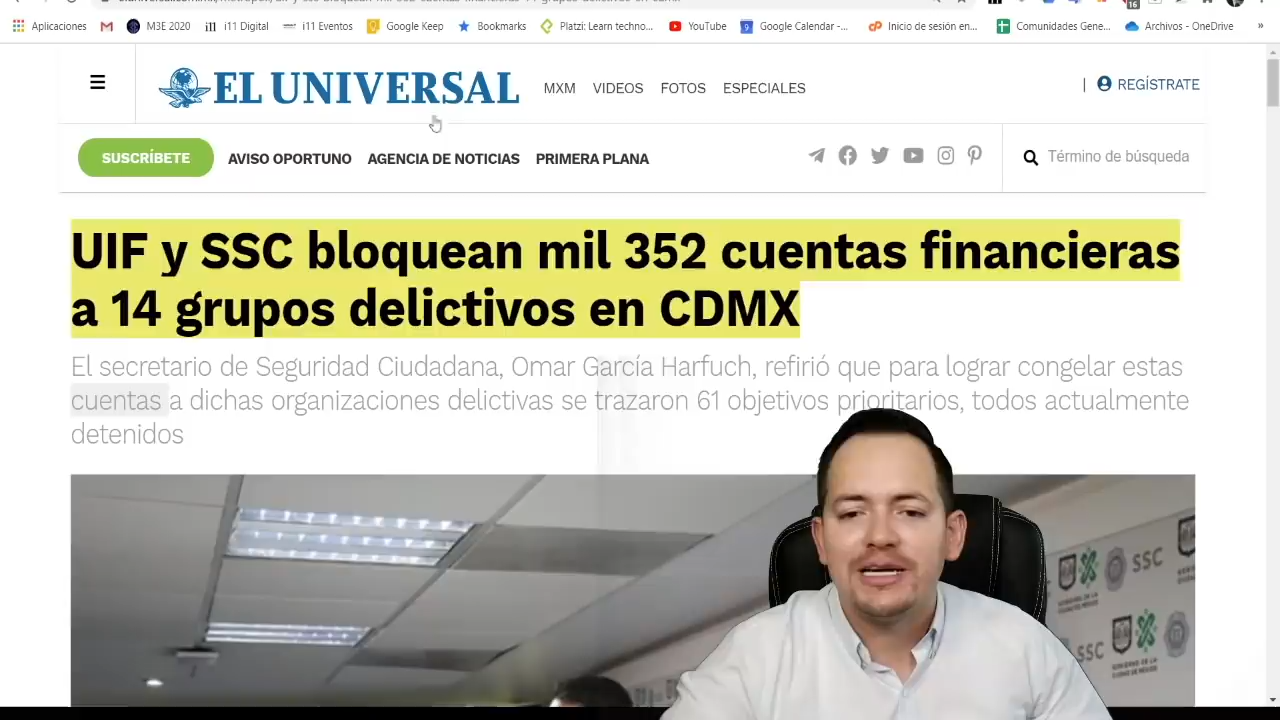 Aplicaciones M3E 2020 i11 Digital i11 Eventos Google Keep Bookmarks Platzi: Learn techno... YouTube Google Calendar -... Inicio de sesión en... Comunidades Gene... Archivos - OneDrive »
EL UNIVERSAL MXM VIDEOS FOTOS ESPECIALES | REGÍSTRATE
SUSCRÍBETE AVISO OPORTUNO AGENCIA DE NOTICIAS PRIMERA PLANA Término de búsqueda
UIF y SSC bloquean mil 352 cuentas financieras
a 14 grupos delictivos en CDMX
El secretario de Seguridad Ciudadana, Omar García Harfuch, refirió que para lograr congelar estas
cuentas a dichas organizaciones delictivas se trazaron 61 objetivos prioritarios, todos actualmente
detenidos
SSC
SSC